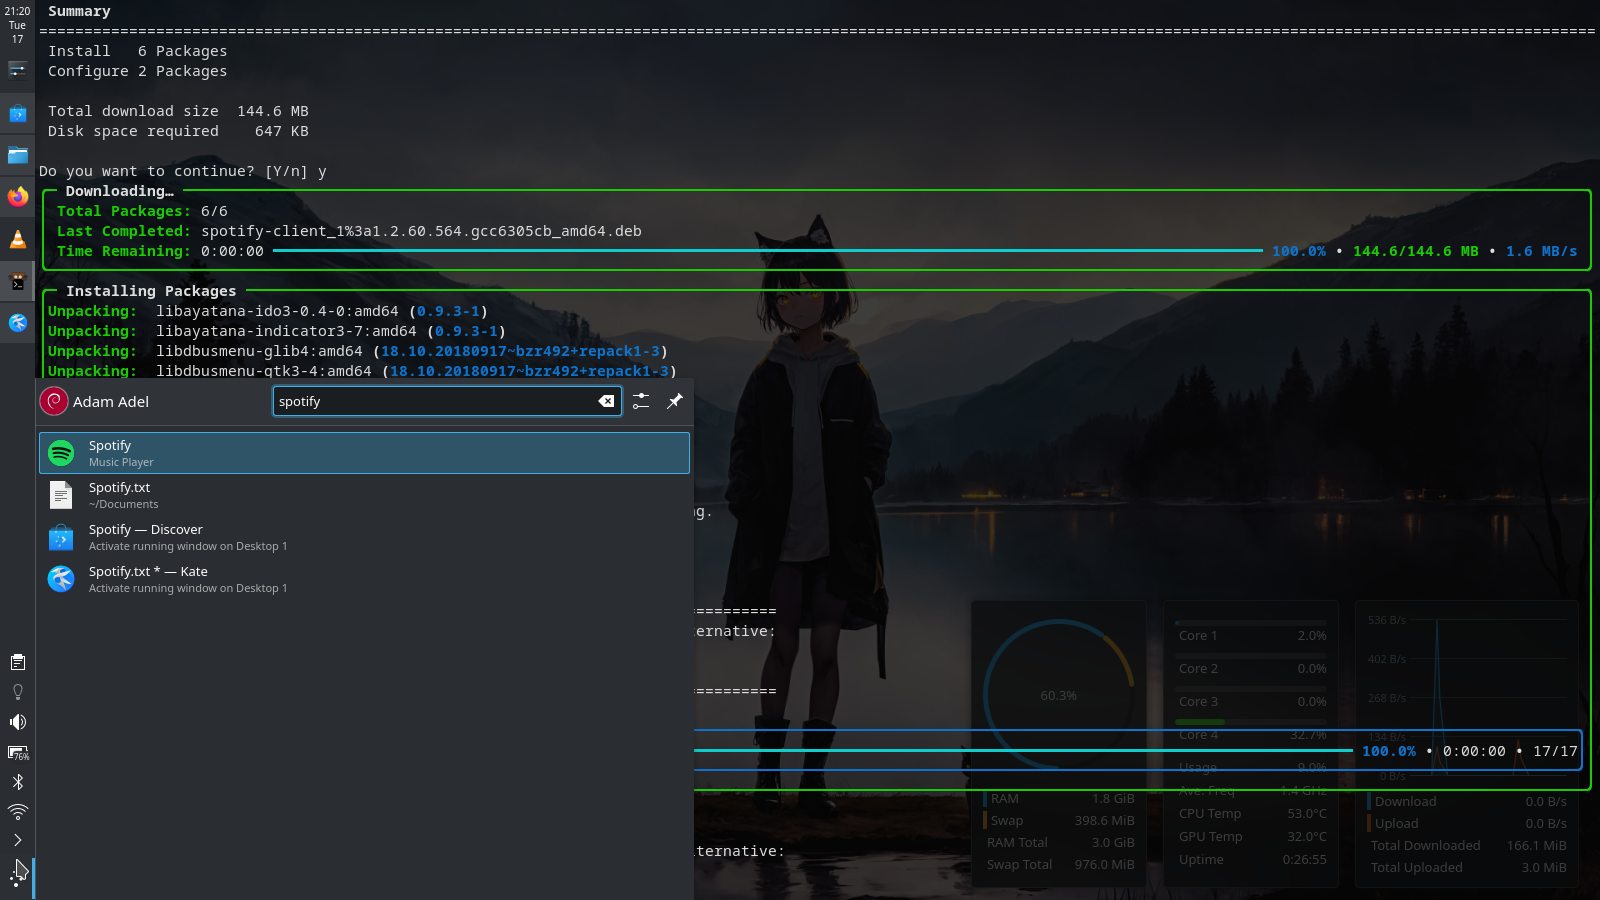 21:20
Tue
17
Summary
================================================================================
Install   6 Packages
Configure 2 Packages
Total download size  144.6 MB
Disk space required    647 KB
Do you want to continue? [Y/n] y
Downloading…
Total Packages: 6/6
Last Completed: spotify-client_1%3a1.2.60.564.gcc6305cb_amd64.deb
Time Remaining: 0:00:00 100.0% • 144.6/144.6 MB • 1.6 MB/s
Installing Packages
Unpacking:  libayatana-ido3-0.4-0:amd64 (0.9.3-1)
Unpacking:  libayatana-indicator3-7:amd64 (0.9.3-1)
Unpacking:  libdbusmenu-glib4:amd64 (18.10.20180917~bzr492+repack1-3)
Unpacking:  libdbusmenu-gtk3-4:amd64 (18.10.20180917~bzr492+repack1-3)
Adam Adel
spotify
Spotify
Music Player
Spotify.txt
~/Documents
Spotify — Discover
Activate running window on Desktop 1
Spotify.txt * — Kate
Activate running window on Desktop 1
g.
=========
ernative:
=========
100.0% • 0:00:00 • 17/17
ternative:
76%
60.3%
RAM 1.8 GiB
Swap 398.6 MiB
RAM Total 3.0 GiB
Swap Total 976.0 MiB
Core 1 2.0%
Core 2 0.0%
Core 3 0.0%
Core 4 32.7%
Usage 9.0%
Ave. Freq 1.4 GHz
CPU Temp 53.0°C
GPU Temp 32.0°C
Uptime 0:26:55
536 B/s
402 B/s
268 B/s
134 B/s
0 B/s
Download 0.0 B/s
Upload 0.0 B/s
Total Downloaded 166.1 MiB
Total Uploaded 3.0 MiB